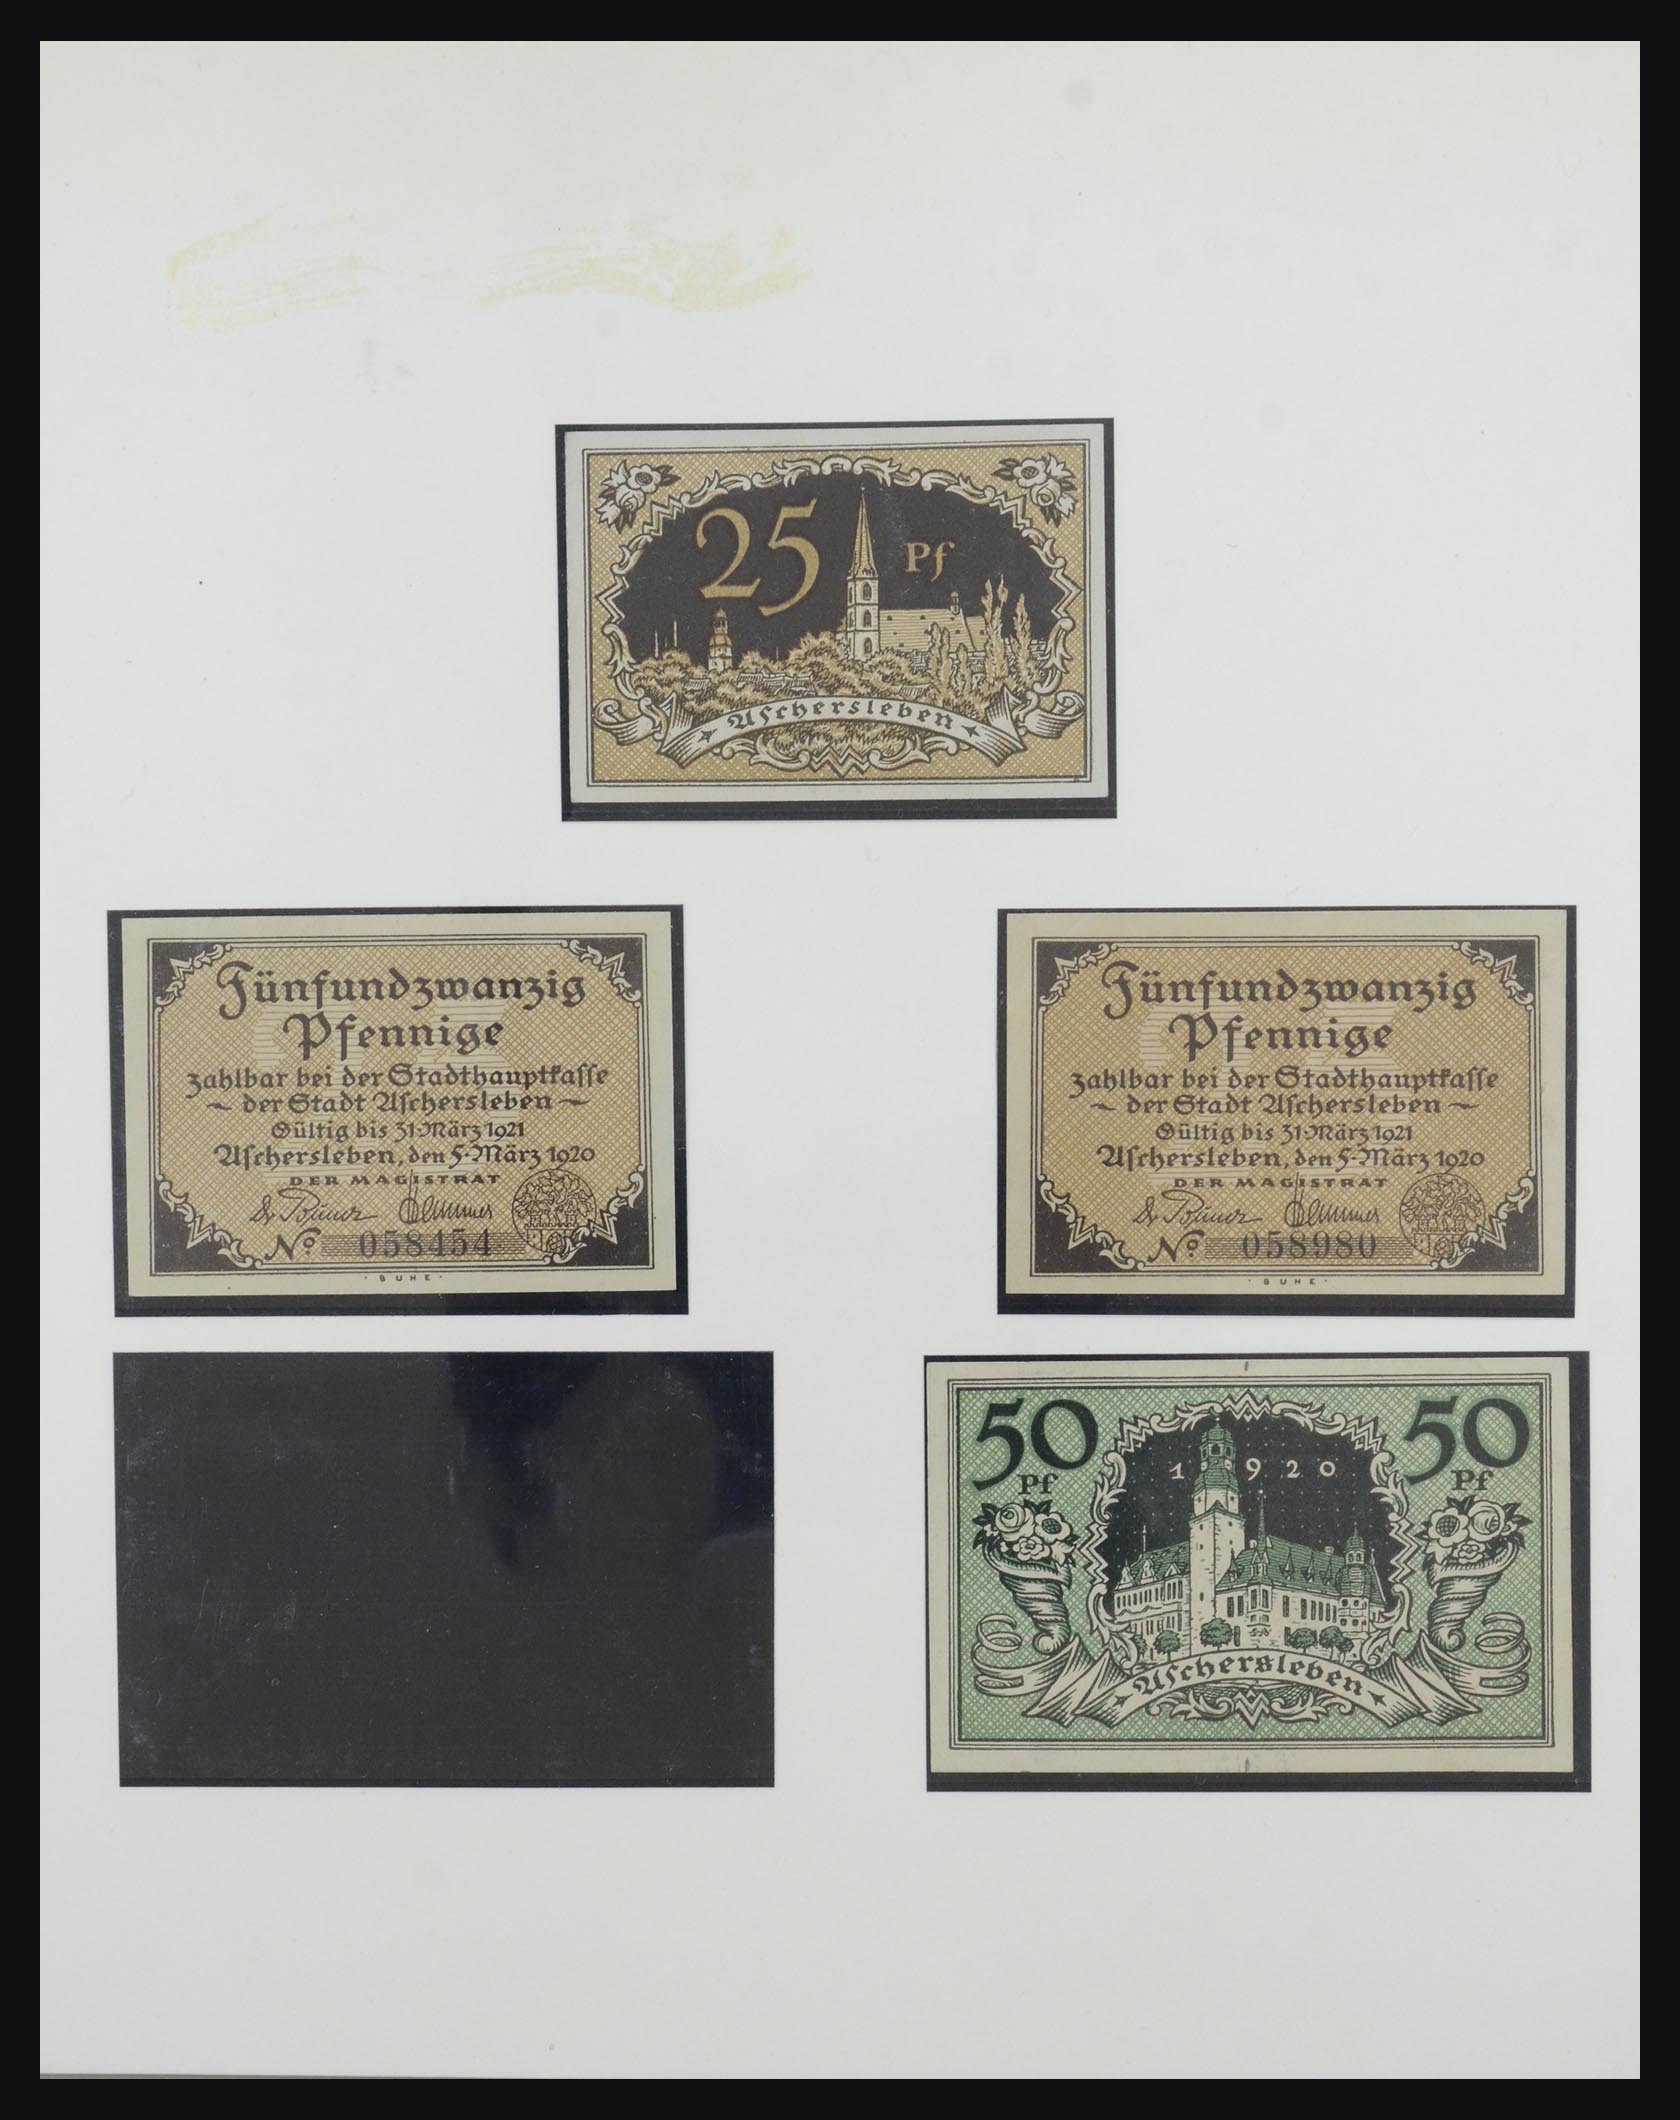 25 Pf
Aschersleben
Fünfundzwanzig
Pfennige
zahlbar bei der Stadthauptkasse
~ der Stadt Aschersleben ~
Gültig bis 31·März 1921
Aschersleben, den 5·März 1920
DER MAGISTRAT
No. 058454
· BUHE ·
Fünfundzwanzig
Pfennige
zahlbar bei der Stadthauptkasse
~ der Stadt Aschersleben ~
Gültig bis 31·März 1921
Aschersleben, den 5·März 1920
DER MAGISTRAT
No. 058980
· BUHE ·
50 50
Pf Pf
1920
Aschersleben